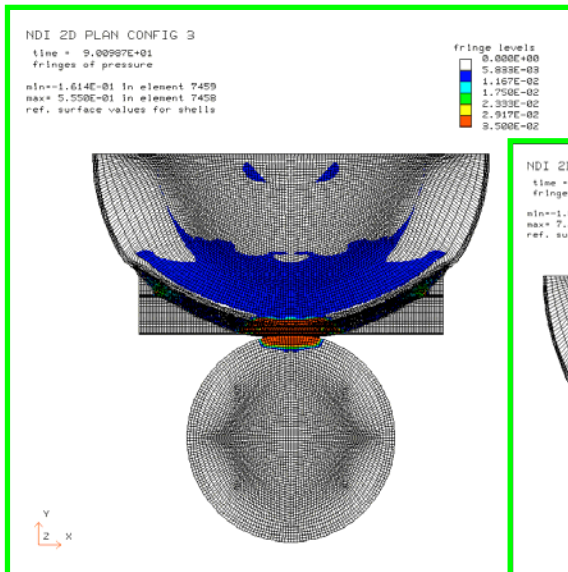 NDI 2D PLAN CONFIG 3
time = 9.00987E+01
fringes of pressure
min=-1.614E-01 in element 7459
max= 5.550E-01 in element 7458
ref. surface values for shells
fringe levels
0.000E+00
5.833E-03
1.167E-02
1.750E-02
2.333E-02
2.917E-02
3.500E-02
Y
Z X
NDI 2D
time =
fringe
min=-1.
max= 7.
ref. su